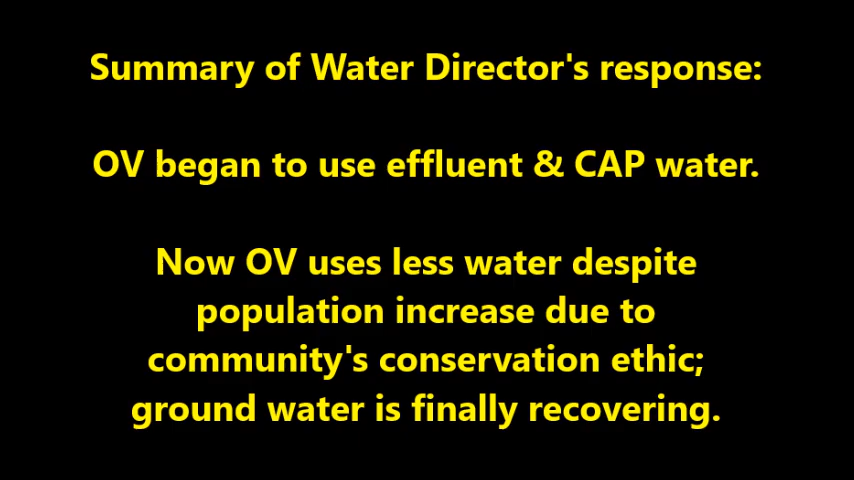 Summary of Water Director's response:
OV began to use effluent & CAP water.
Now OV uses less water despite
population increase due to
community's conservation ethic;
ground water is finally recovering.